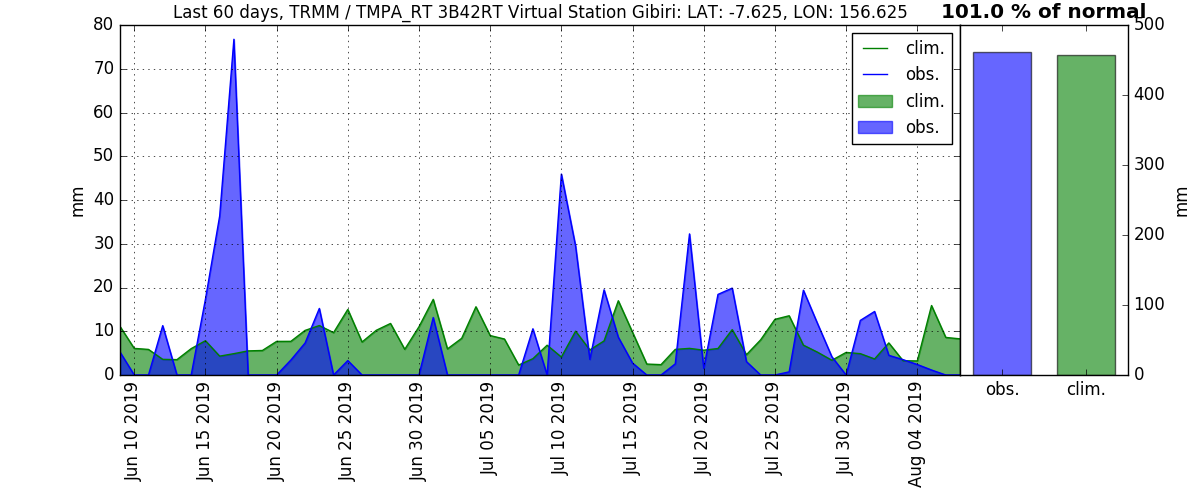 Last 60 days, TRMM / TMPA_RT 3B42RT Virtual Station Gibiri: LAT: -7.625, LON: 156.625
101.0 % of normal
80
70
60
50
40
30
20
10
0
mm
clim.
obs.
clim.
obs.
500
400
300
200
100
0
mm
Jun 10 2019
Jun 15 2019
Jun 20 2019
Jun 25 2019
Jun 30 2019
Jul 05 2019
Jul 10 2019
Jul 15 2019
Jul 20 2019
Jul 25 2019
Jul 30 2019
Aug 04 2019
obs.
clim.